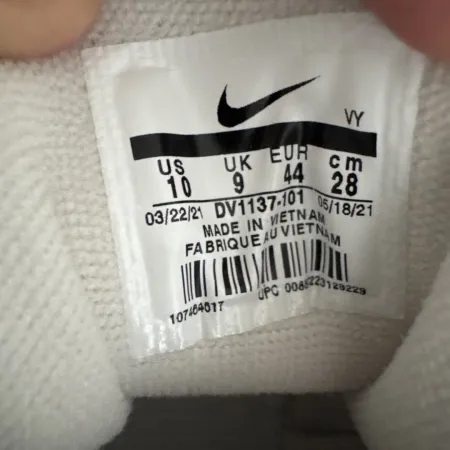 VY
US UK EUR cm
10 9 44 28
03/22/21 DV1137-101 05/18/21
MADE IN VIETNAM
FABRIQUE AU VIETNAM
UPC